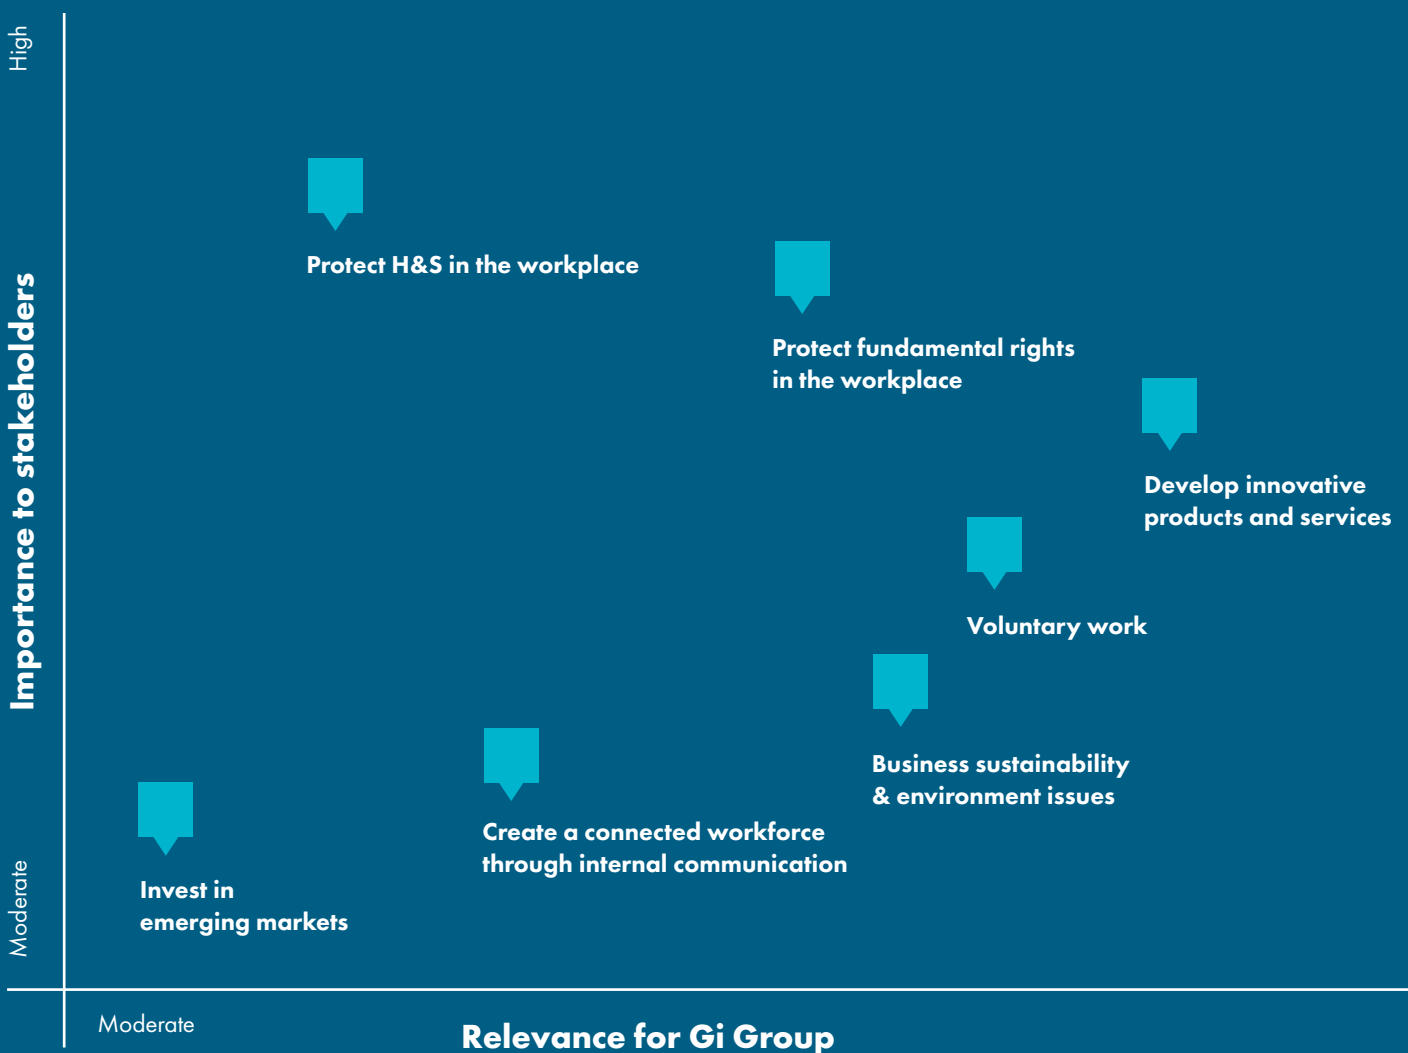 High
Importance to stakeholders
Moderate
Protect H&S in the workplace
Protect fundamental rights
in the workplace
Develop innovative
products and services
Voluntary work
Business sustainability
& environment issues
Create a connected workforce
through internal communication
Invest in
emerging markets
Moderate
Relevance for Gi Group